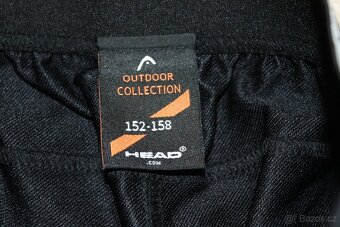 OUTDOOR
COLLECTION
152-158
HEAD®
.COM
Bazos.cz